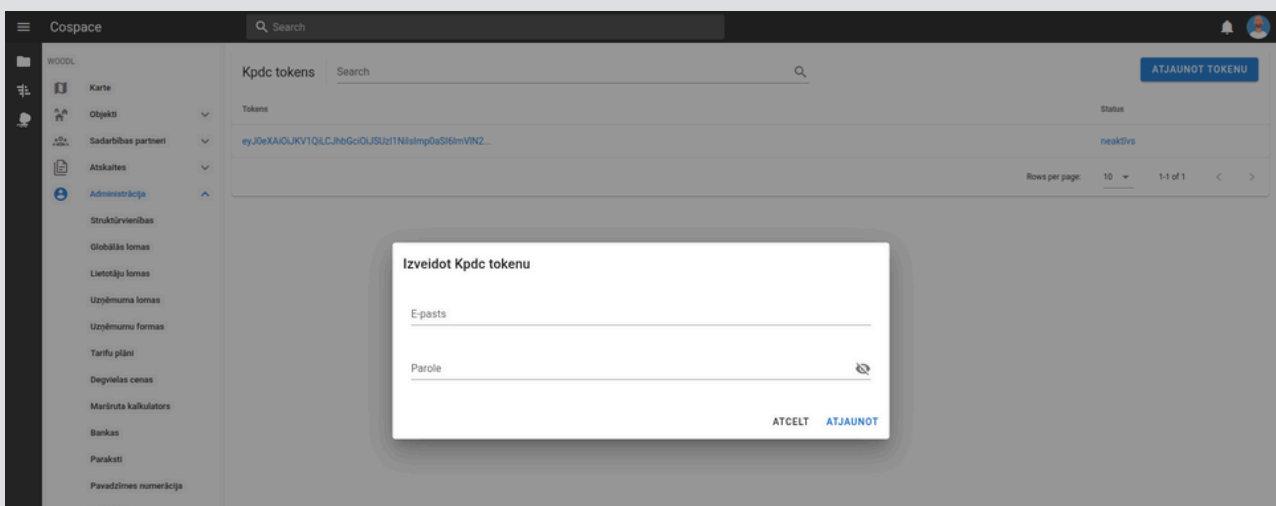 Cospace
Search
WOODL
Karte
Objekti
Sadarbības partneri
Atskaites
Administrācija
Struktūrvienības
Globālās lomas
Lietotāju lomas
Uzņēmuma lomas
Uzņēmumu formas
Tarifu plāni
Degvielas cenas
Maršruta kalkulators
Bankas
Paraksti
Pavadzīmes numerācija
Kpdc tokens Search ATJAUNOT TOKENU
Tokens Status
neaktīvs
Rows per page: 10 1-1 of 1
Izveidot Kpdc tokenu
E-pasts
Parole
ATCELT ATJAUNOT